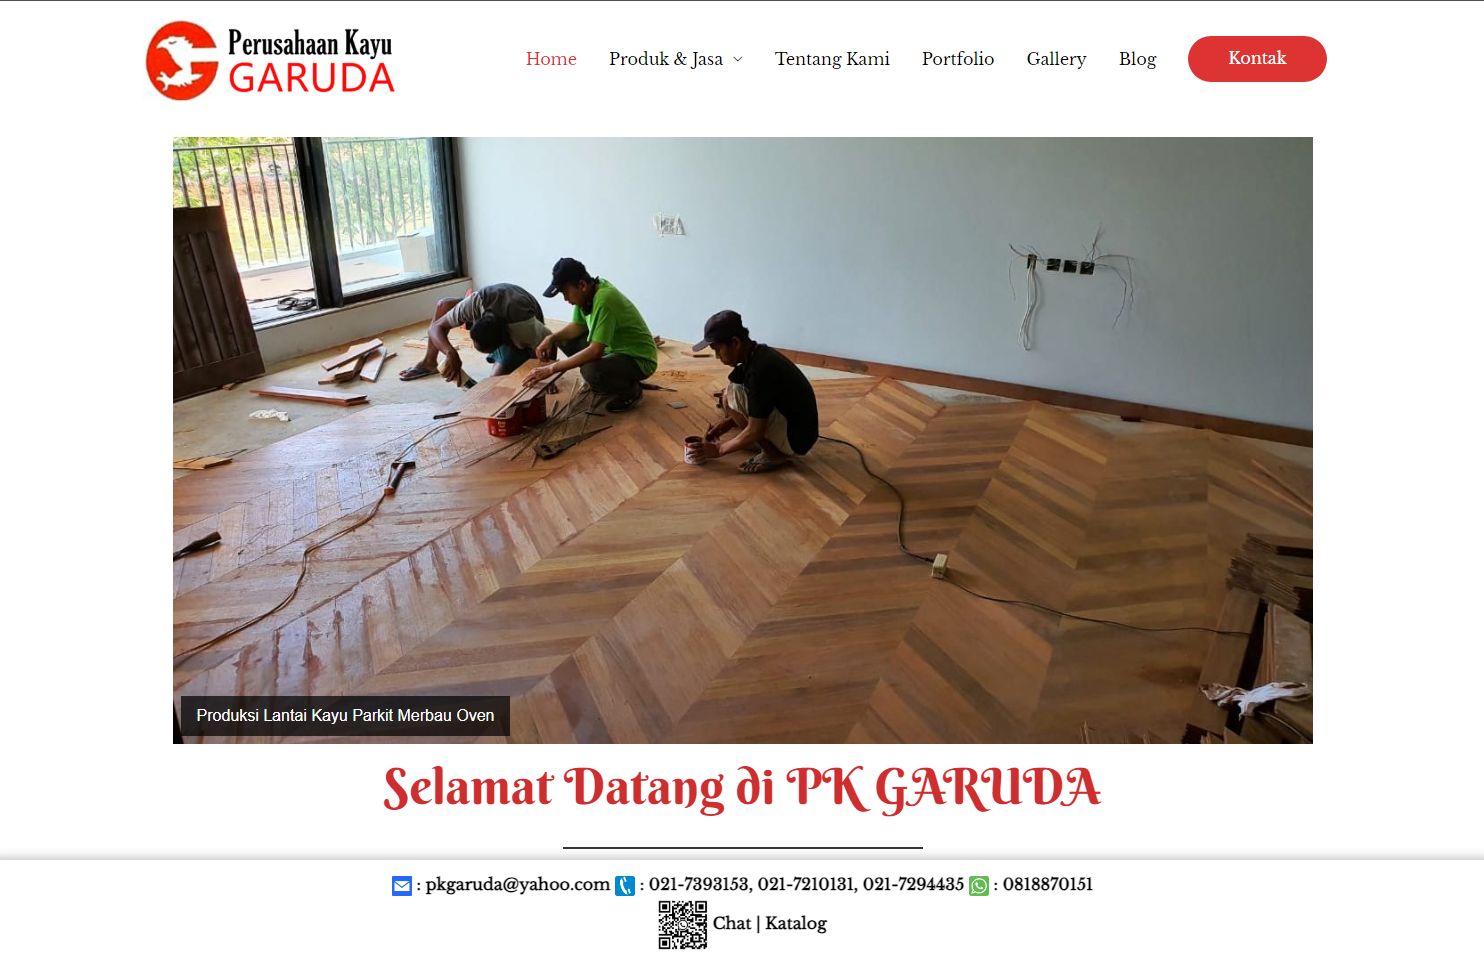 Perusahaan Kayu
GARUDA
Home Produk & Jasa Tentang Kami Portfolio Gallery Blog Kontak
Produksi Lantai Kayu Parkit Merbau Oven
Selamat Datang di PK GARUDA
: pkgaruda@yahoo.com : 021-7393153, 021-7210131, 021-7294435 : 0818870151
Chat | Katalog